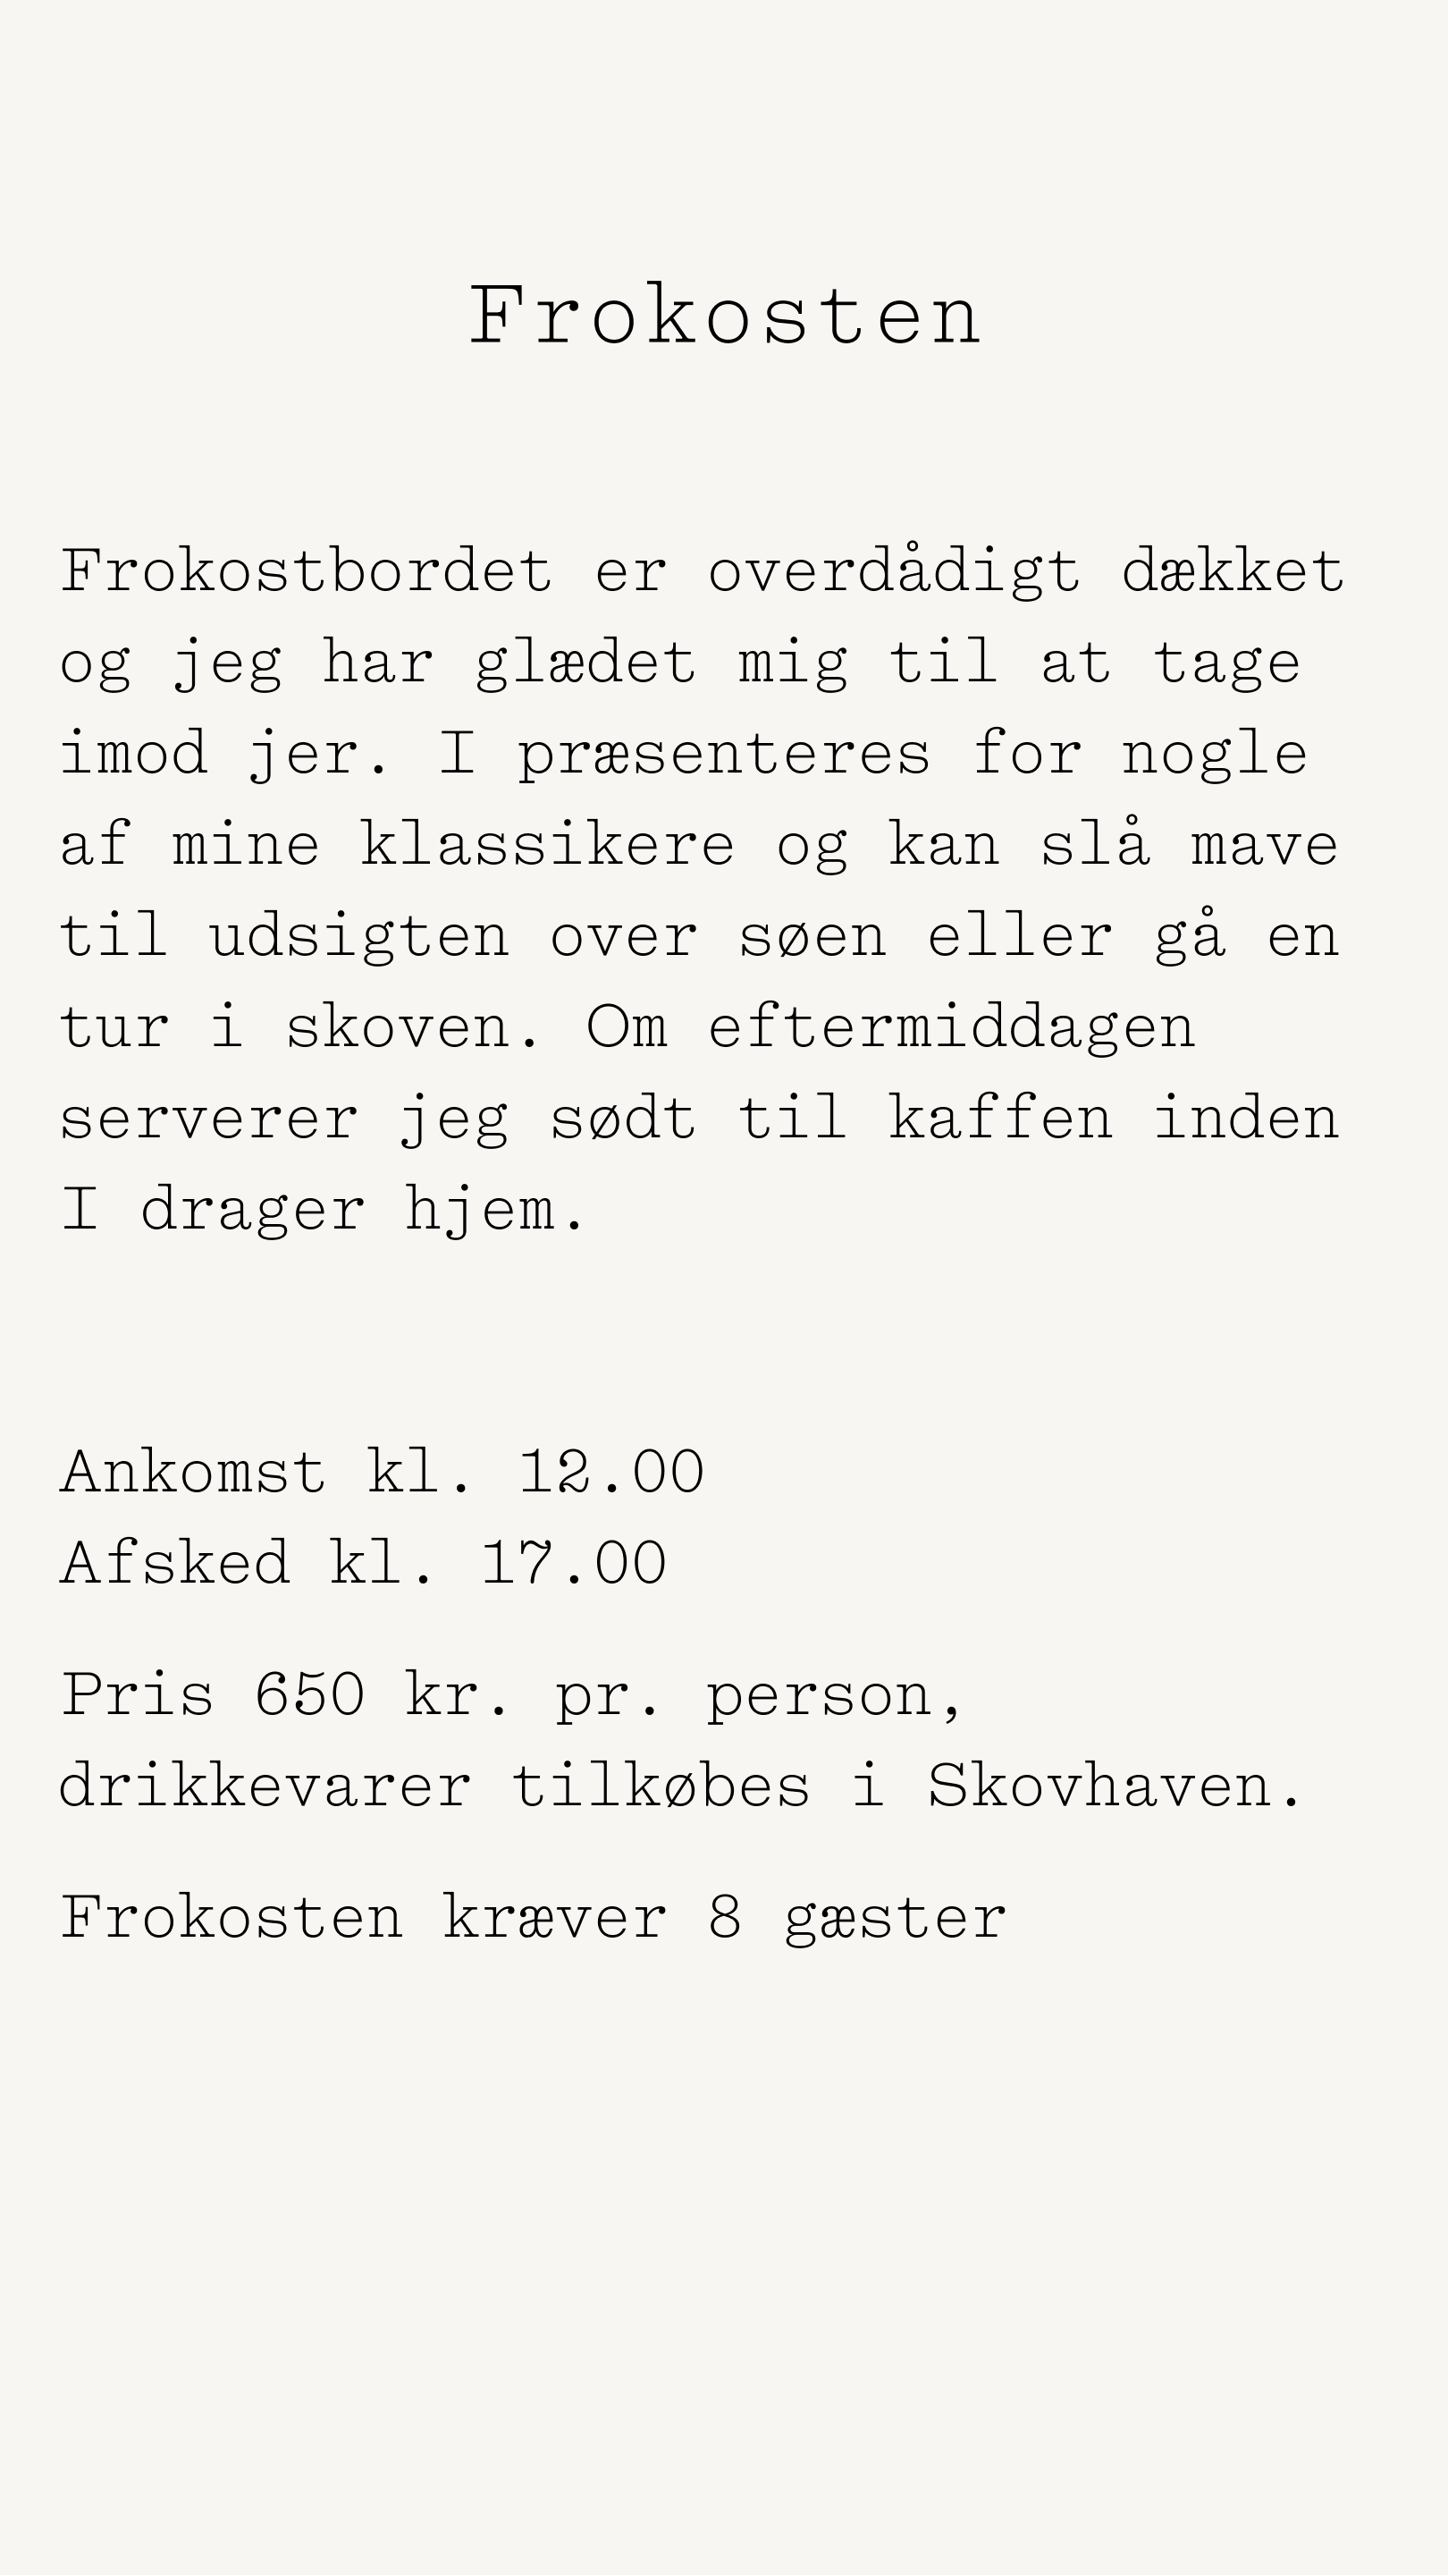 Frokosten
Frokostbordet er overdådigt dækket
og jeg har glædet mig til at tage
imod jer. I præsenteres for nogle
af mine klassikere og kan slå mave
til udsigten over søen eller gå en
tur i skoven. Om eftermiddagen
serverer jeg sødt til kaffen inden
I drager hjem.
Ankomst kl. 12.00
Afsked kl. 17.00
Pris 650 kr. pr. person,
drikkevarer tilkøbes i Skovhaven.
Frokosten kræver 8 gæster